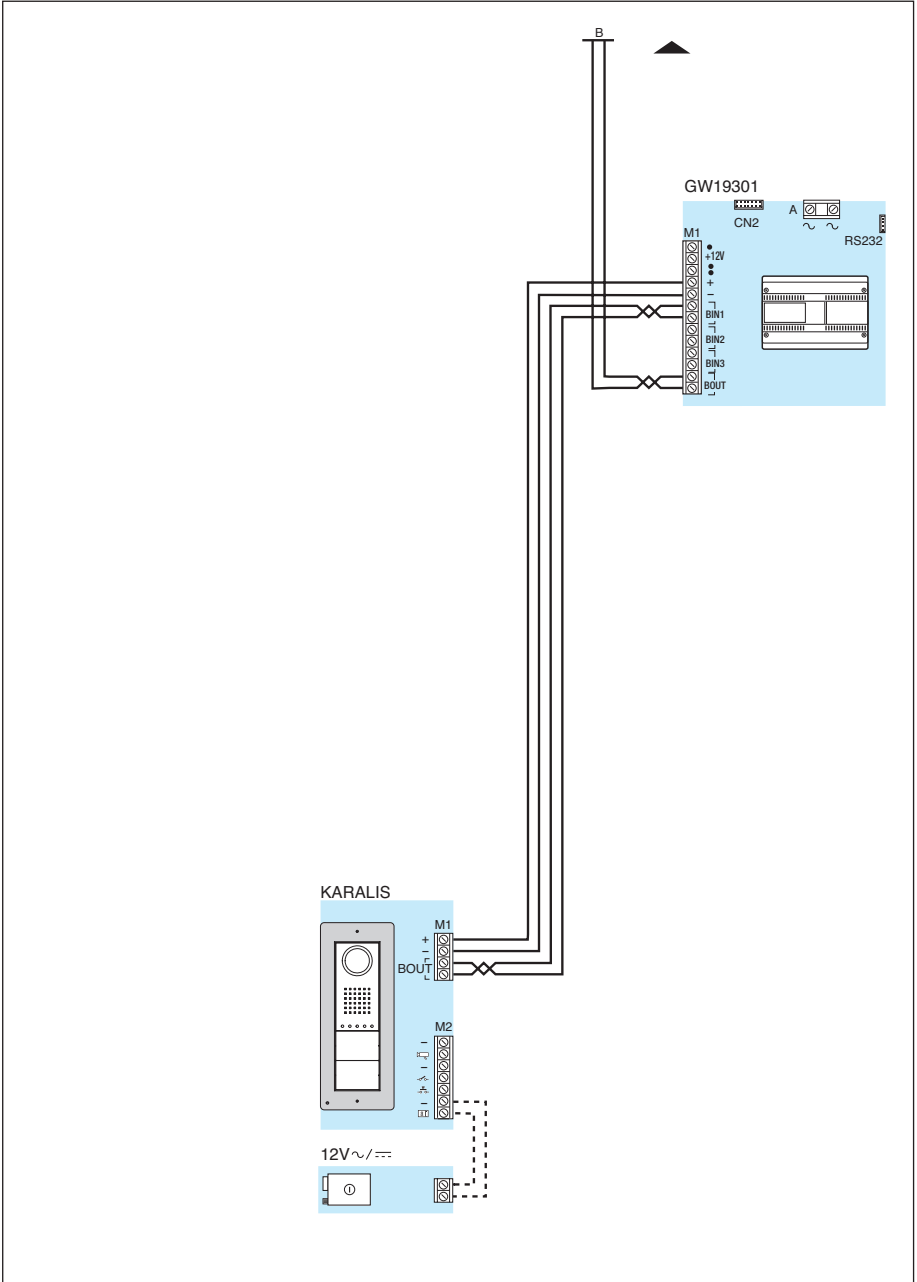 B
GW19301
CN2
A
∼ ∼
RS232
M1
+12V
+
–
BIN1
BIN2
BIN3
BOUT
KARALIS
M1
+
–
BOUT
M2
–
–
–
12V∼/⎓